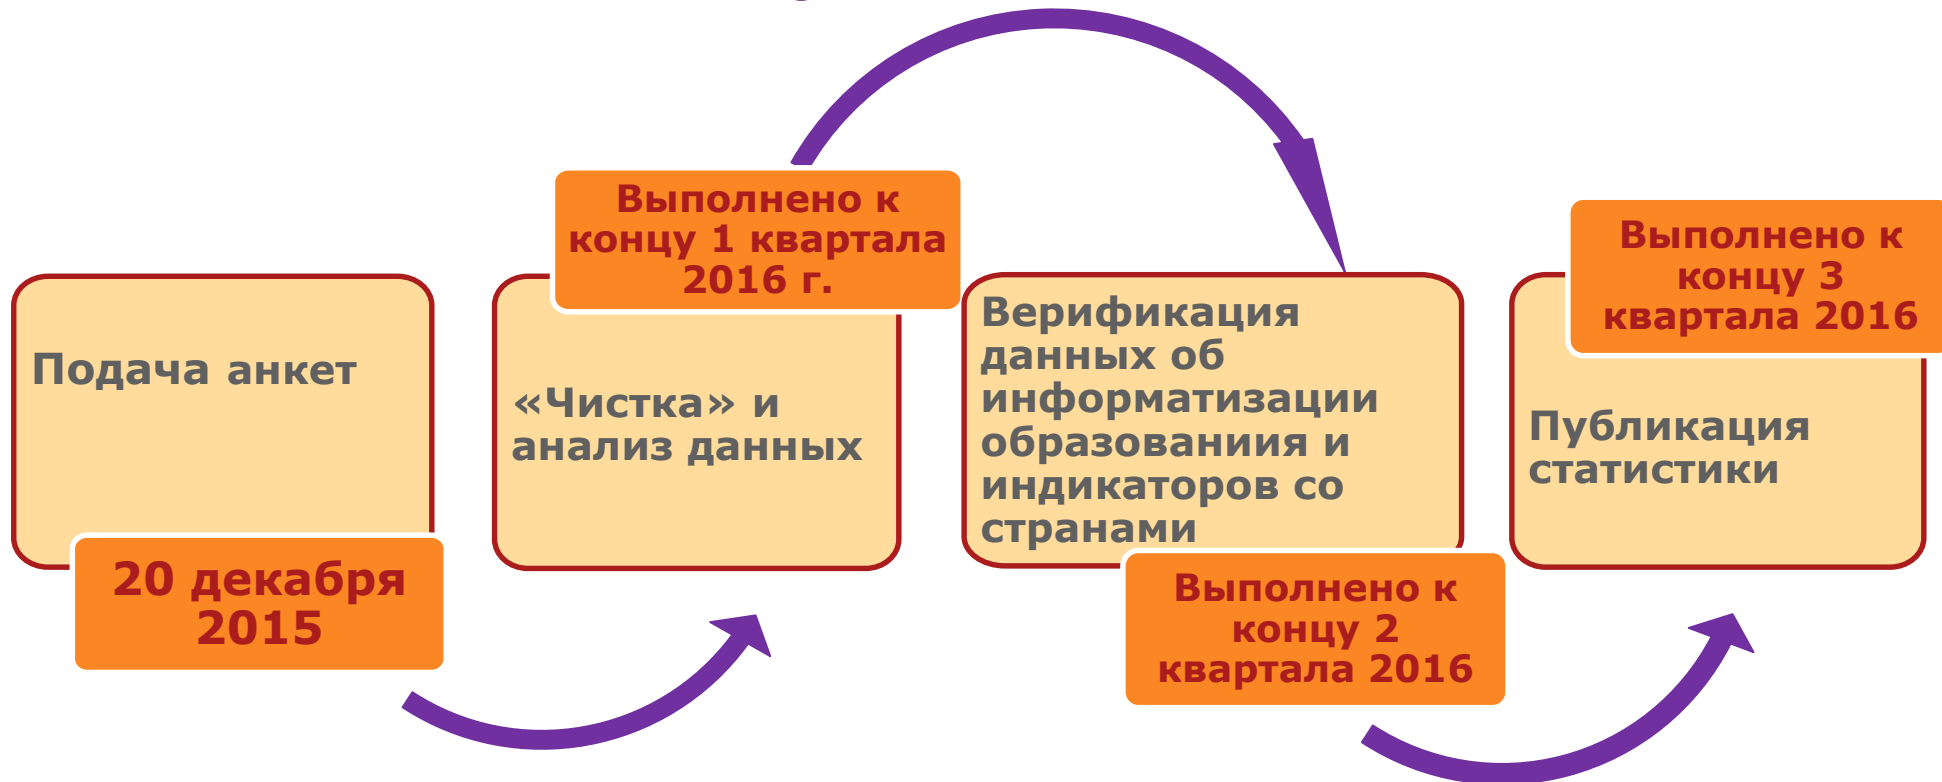 Подача анкет
20 декабря
2015
Выполнено к
концу 1 квартала
2016 г.
«Чистка» и
анализ данных
Верификация
данных об
информатизации
образованиия и
индикаторов со
странами
Выполнено к
концу 2
квартала 2016
Выполнено к
концу 3
квартала 2016
Публикация
статистики